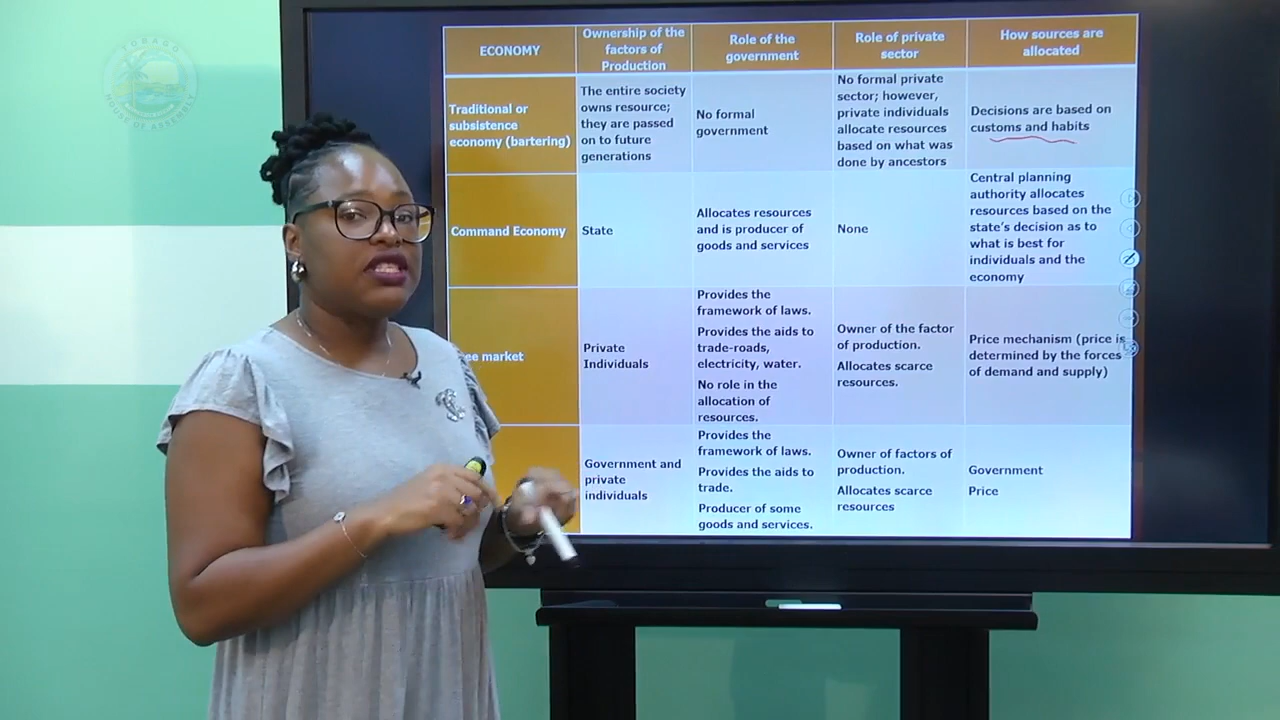 TOBAGO
HOUSE OF ASSEMBLY
ECONOMY
Ownership of the
factors of
Production
Role of the
government
Role of private
sector
How sources are
allocated
Traditional or
subsistence
economy (bartering)
The entire society
owns resource;
they are passed
on to future
generations
No formal
government
No formal private
sector; however,
private individuals
allocate resources
based on what was
done by ancestors
Decisions are based on
customs and habits
Command Economy
State
Allocates resources
and is producer of
goods and services
None
Central planning
authority allocates
resources based on the
state's decision as to
what is best for
individuals and the
economy
ee market
Private
Individuals
Provides the
framework of laws.
Provides the aids to
trade-roads,
electricity, water.
No role in the
allocation of
resources.
Owner of the factor
of production.
Allocates scarce
resources.
Price mechanism (price is
determined by the forces
of demand and supply)
Government and
private
individuals
Provides the
framework of laws.
Provides the aids to
trade.
Producer of some
goods and services.
Owner of factors of
production.
Allocates scarce
resources
Government
Price